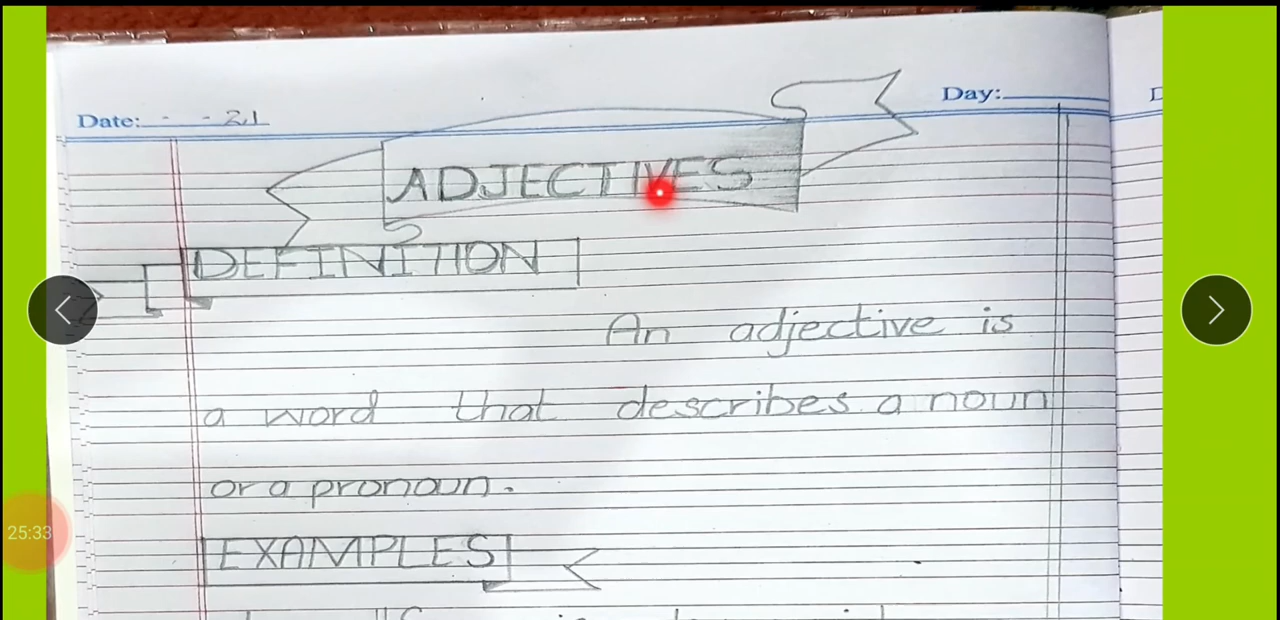 Day:
Date: - - 21
ADJECTIVES
DEFINITION
An adjective is
a word that describes a noun
or a pronoun.
EXAMPLES
25:33